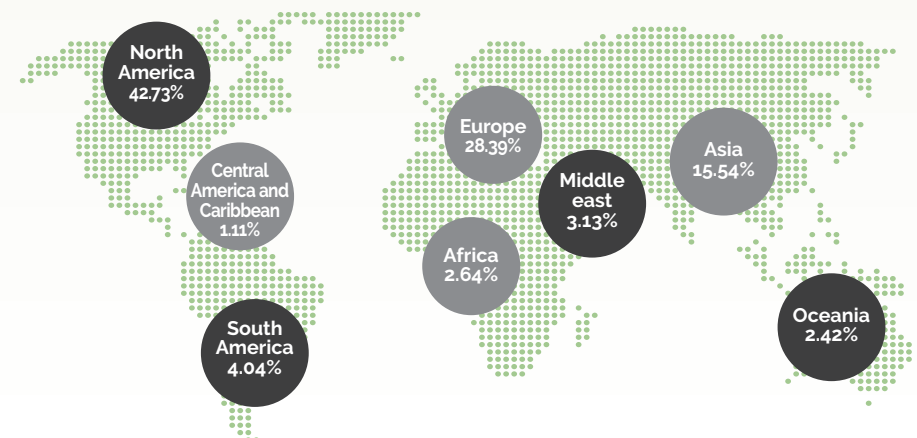 North
America
42.73%
Central
America and
Caribbean
1.11%
South
America
4.04%
Europe
28.39%
Africa
2.64%
Middle
east
3.13%
Asia
15.54%
Oceania
2.42%